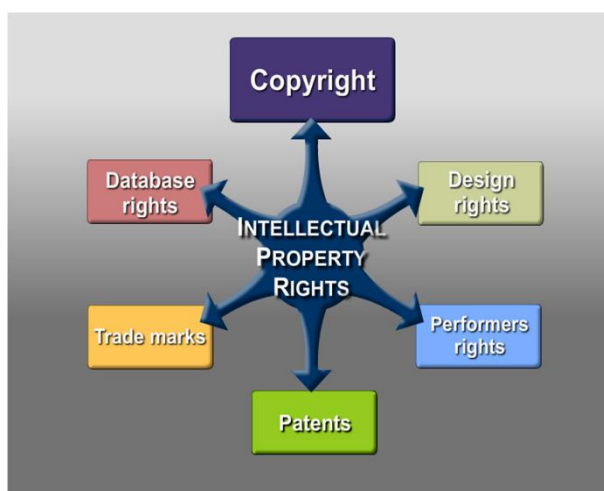 Copyright
Database
rights
Design
rights
INTELLECTUAL
PROPERTY
RIGHTS
Trade marks
Performers
rights
Patents